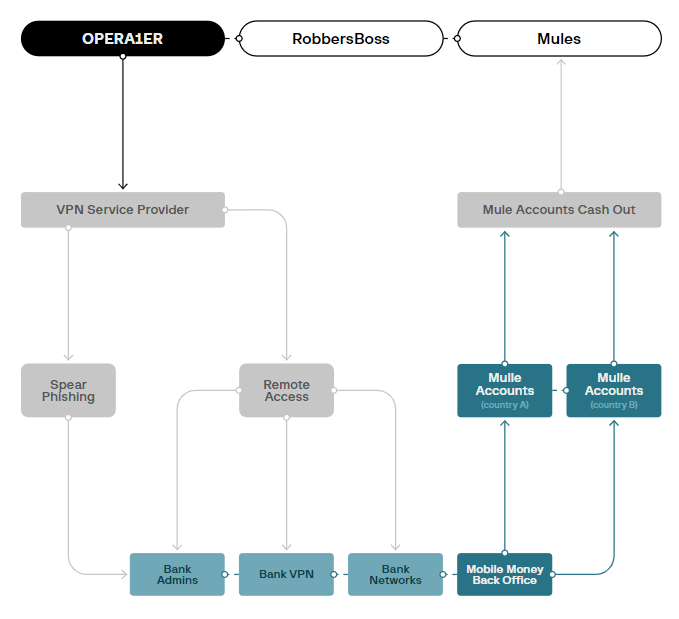 OPERA1ER
RobbersBoss
Mules
VPN Service Provider
Mule Accounts Cash Out
Spear
Phishing
Remote
Access
Mulle
Accounts
(country A)
Mulle
Accounts
(country B)
Bank
Admins
Bank VPN
Bank
Networks
Mobile Money
Back Office